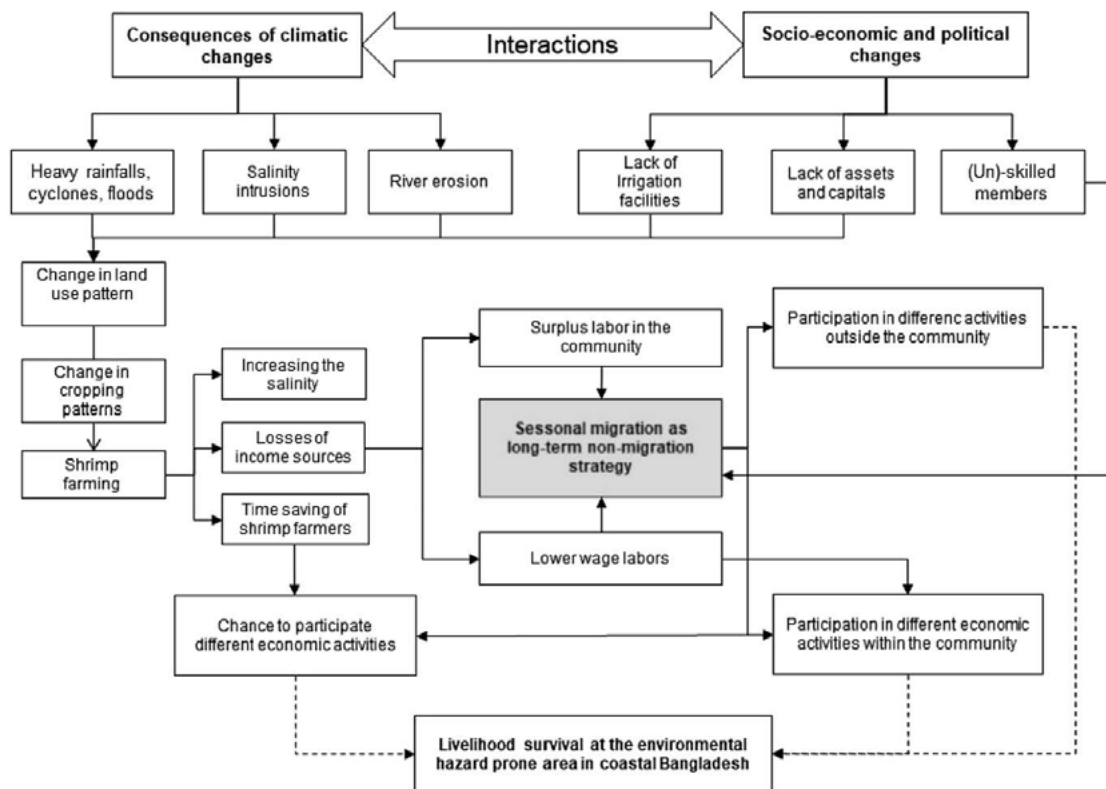 Consequences of climatic
changes
Interactions
Socio-economic and political
changes
Heavy rainfalls,
cyclones, floods
Salinity
intrusions
River erosion
Lack of
Irrigation
facilities
Lack of assets
and capitals
(Un)-skilled
members
Change in land
use pattern
Change in
cropping
patterns
Shrimp
farming
Increasing the
salinity
Losses of
income sources
Time saving of
shrimp farmers
Surplus labor in the
community
Sessonal migration as
long-term non-migration
strategy
Lower wage labors
Participation in differenc activities
outside the community
Chance to participate
different economic activities
Participation in different economic
activities within the community
Livelihood survival at the environmental
hazard prone area in coastal Bangladesh